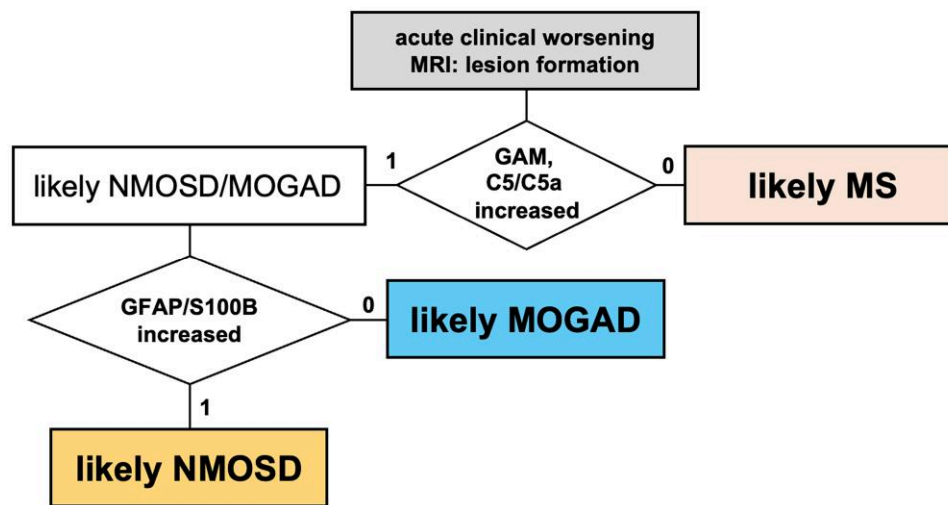 acute clinical worsening
MRI: lesion formation
1
GAM,
C5/C5a
increased
0
likely NMOSD/MOGAD
likely MS
GFAP/S100B
increased
0
likely MOGAD
1
likely NMOSD